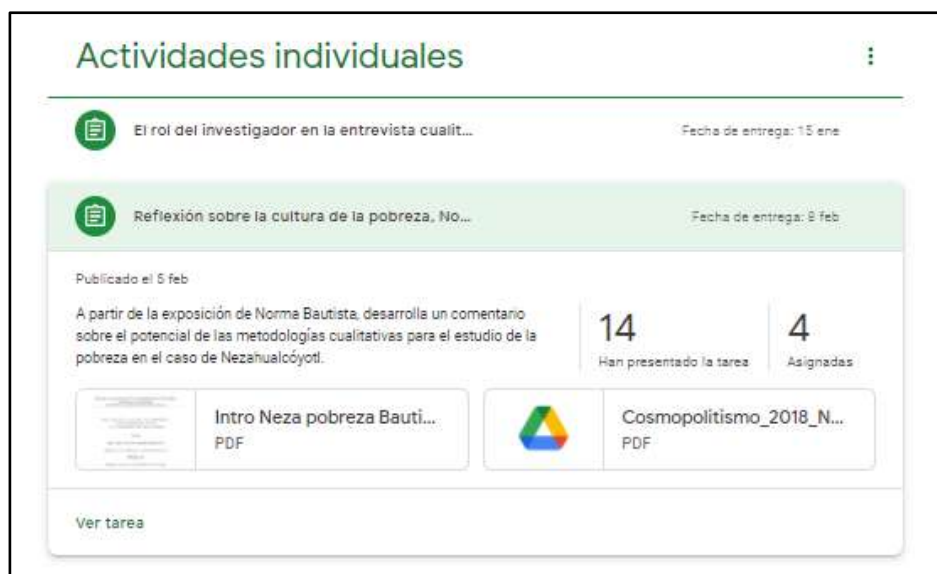 Actividades individuales
El rol del investigador en la entrevista cualit...
Fecha de entrega: 15 ene
Reflexión sobre la cultura de la pobreza, No...
Fecha de entrega: 9 feb
Publicado el 5 feb
A partir de la exposición de Norma Bautista, desarrolla un comentario
sobre el potencial de las metodologías cualitativas para el estudio de la
pobreza en el caso de Nezahualcóyotl.
14
Han presentado la tarea
4
Asignadas
Intro Neza pobreza Bauti...
PDF
Cosmopolitismo_2018_N...
PDF
Ver tarea